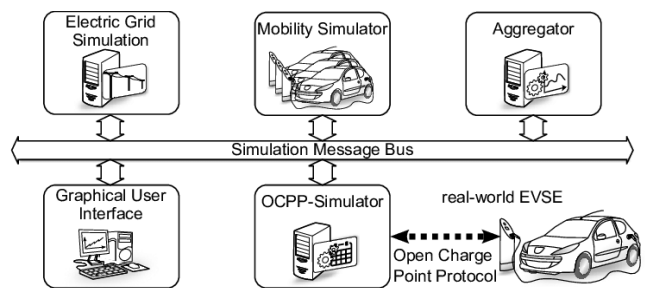 Electric Grid
Simulation
Mobility Simulator
Aggregator
Simulation Message Bus
Graphical User
Interface
OCPP-Simulator
real-world EVSE
Open Charge
Point Protocol